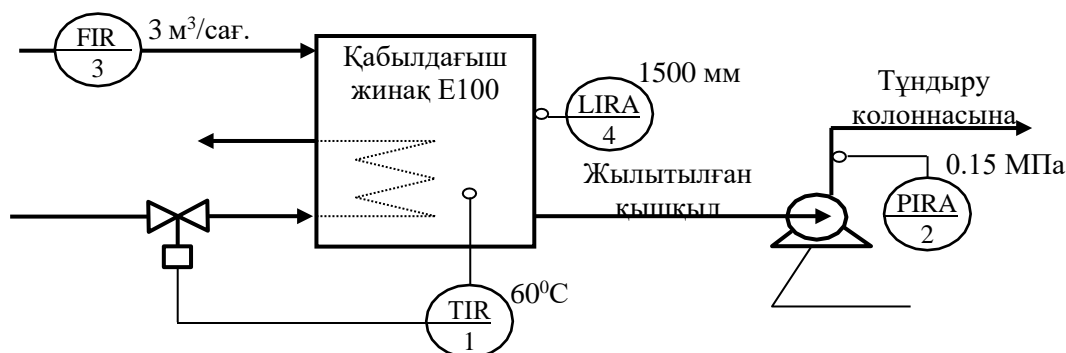 FIR
3
3 м³/сағ.
Қабылдағыш
жинақ Е100
1500 мм
LIRA
4
Тұндыру
колоннасына
0.15 МПа
Жылытылған
қышқыл
PIRA
2
60⁰С
TIR
1